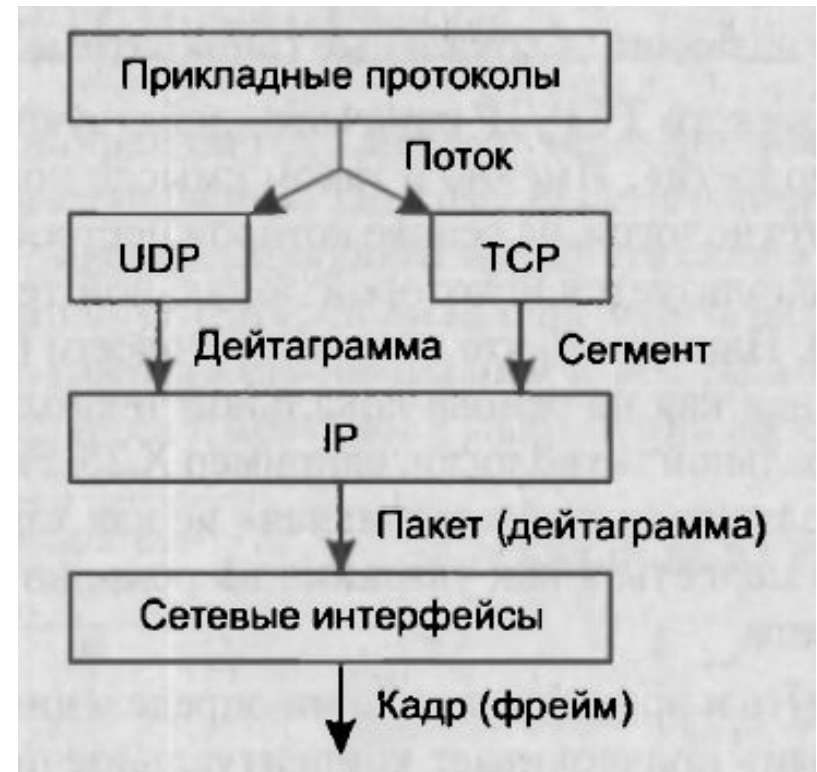 Прикладные протоколы
Поток
UDP
TCP
Дейтаграмма
Сегмент
IP
Пакет (дейтаграмма)
Сетевые интерфейсы
Кадр (фрейм)